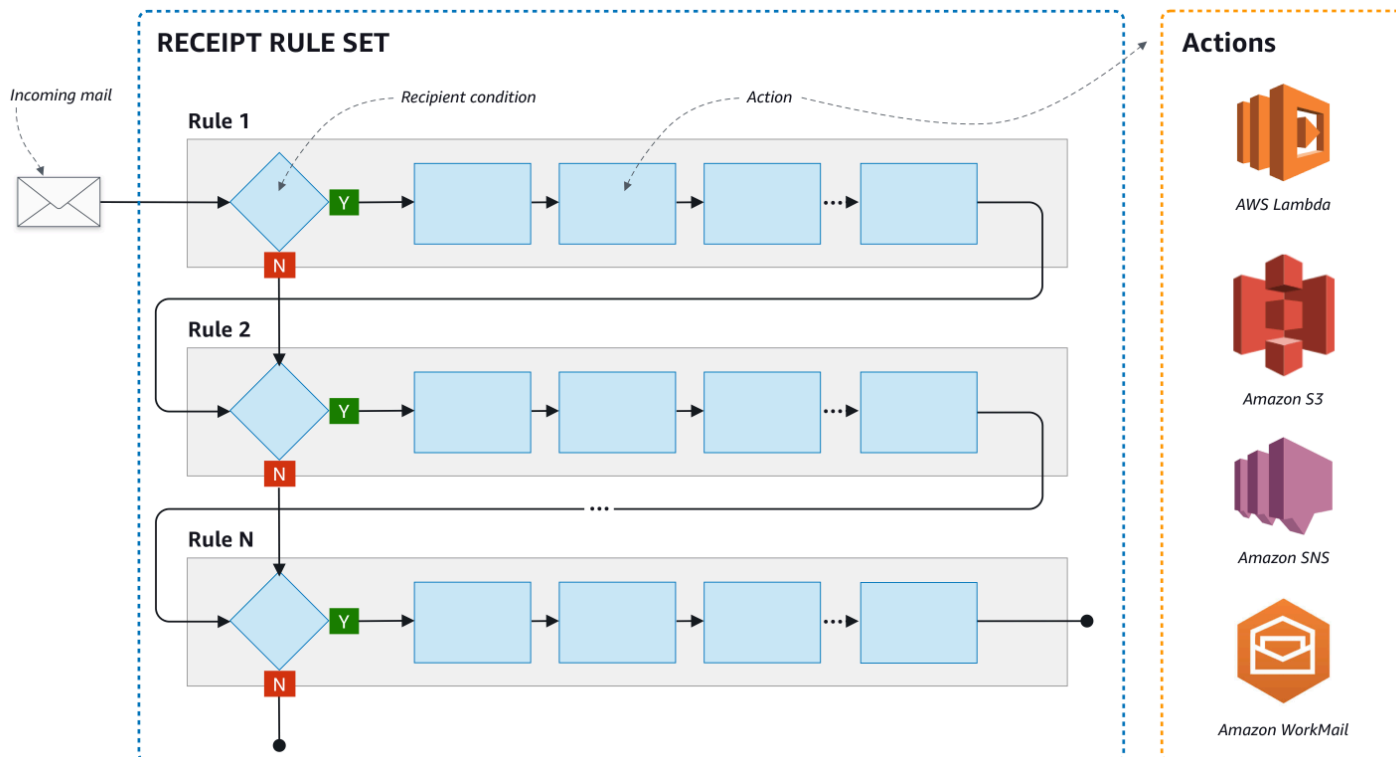 RECEIPT RULE SET
Actions
Incoming mail
Recipient condition
Action
Rule 1
Y
...
N
AWS Lambda
Rule 2
Y
...
N
Amazon S3
...
Rule N
Amazon SNS
Y
...
N
Amazon WorkMail